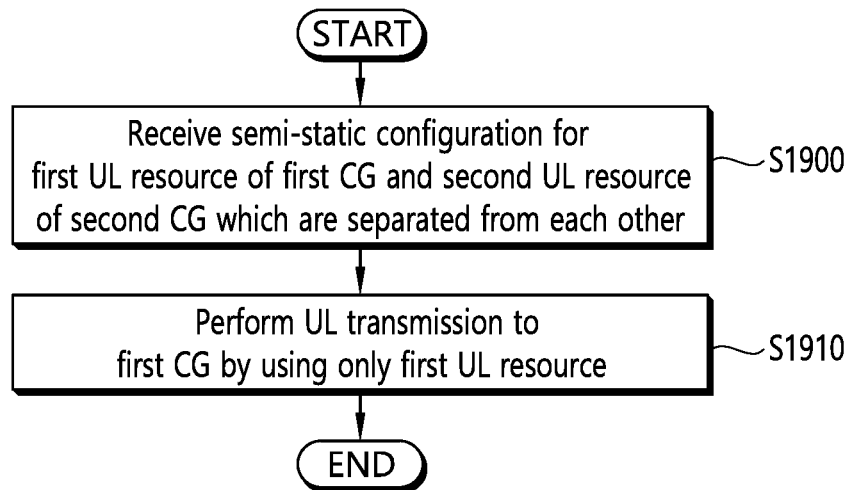 START
Receive semi-static configuration for
first UL resource of first CG and second UL resource
of second CG which are separated from each other
S1900
Perform UL transmission to
first CG by using only first UL resource
S1910
END